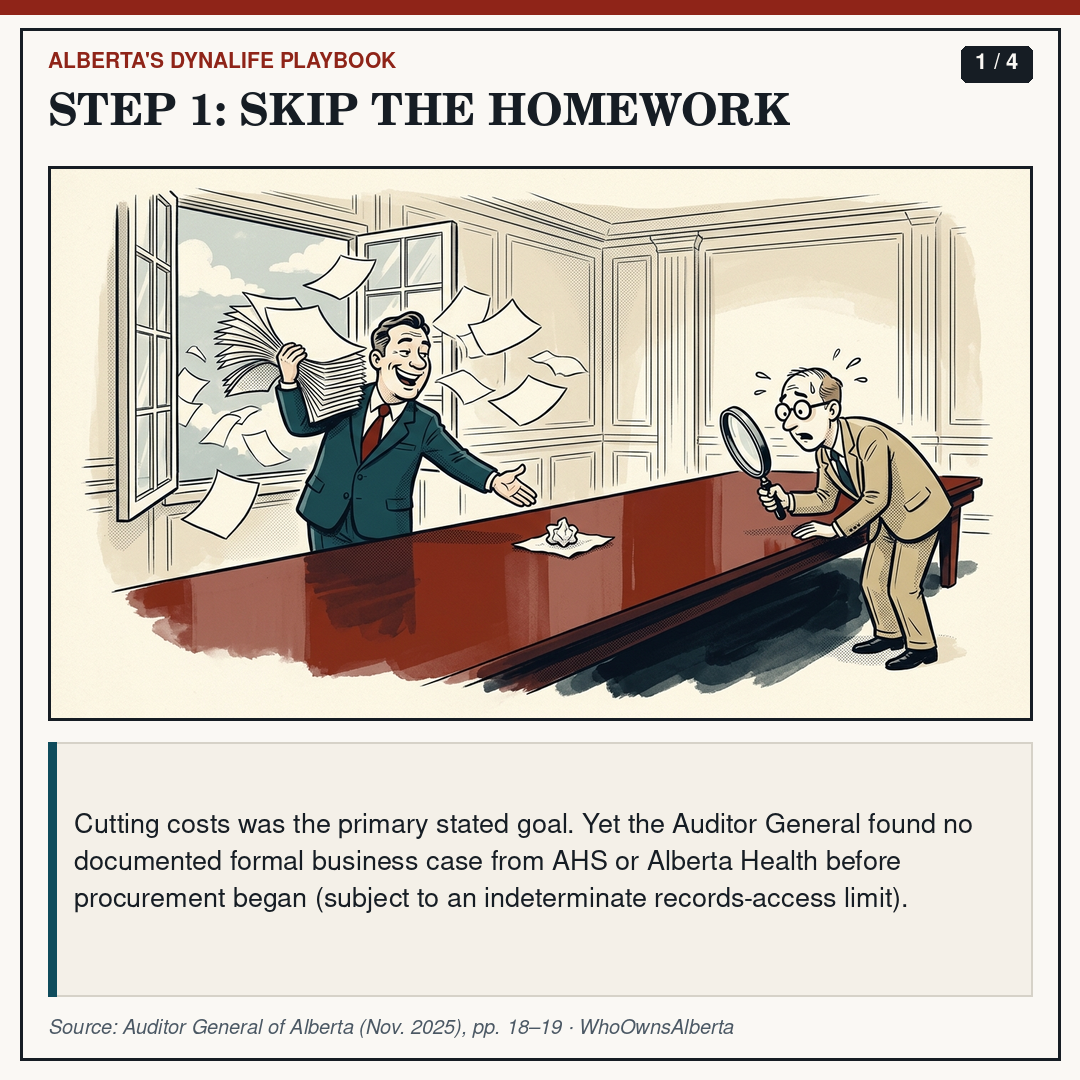 ALBERTA'S DYNALIFE PLAYBOOK
1 / 4
STEP 1: SKIP THE HOMEWORK
Cutting costs was the primary stated goal. Yet the Auditor General found no
documented formal business case from AHS or Alberta Health before
procurement began (subject to an indeterminate records-access limit).
Source: Auditor General of Alberta (Nov. 2025), pp. 18–19 · WhoOwnsAlberta